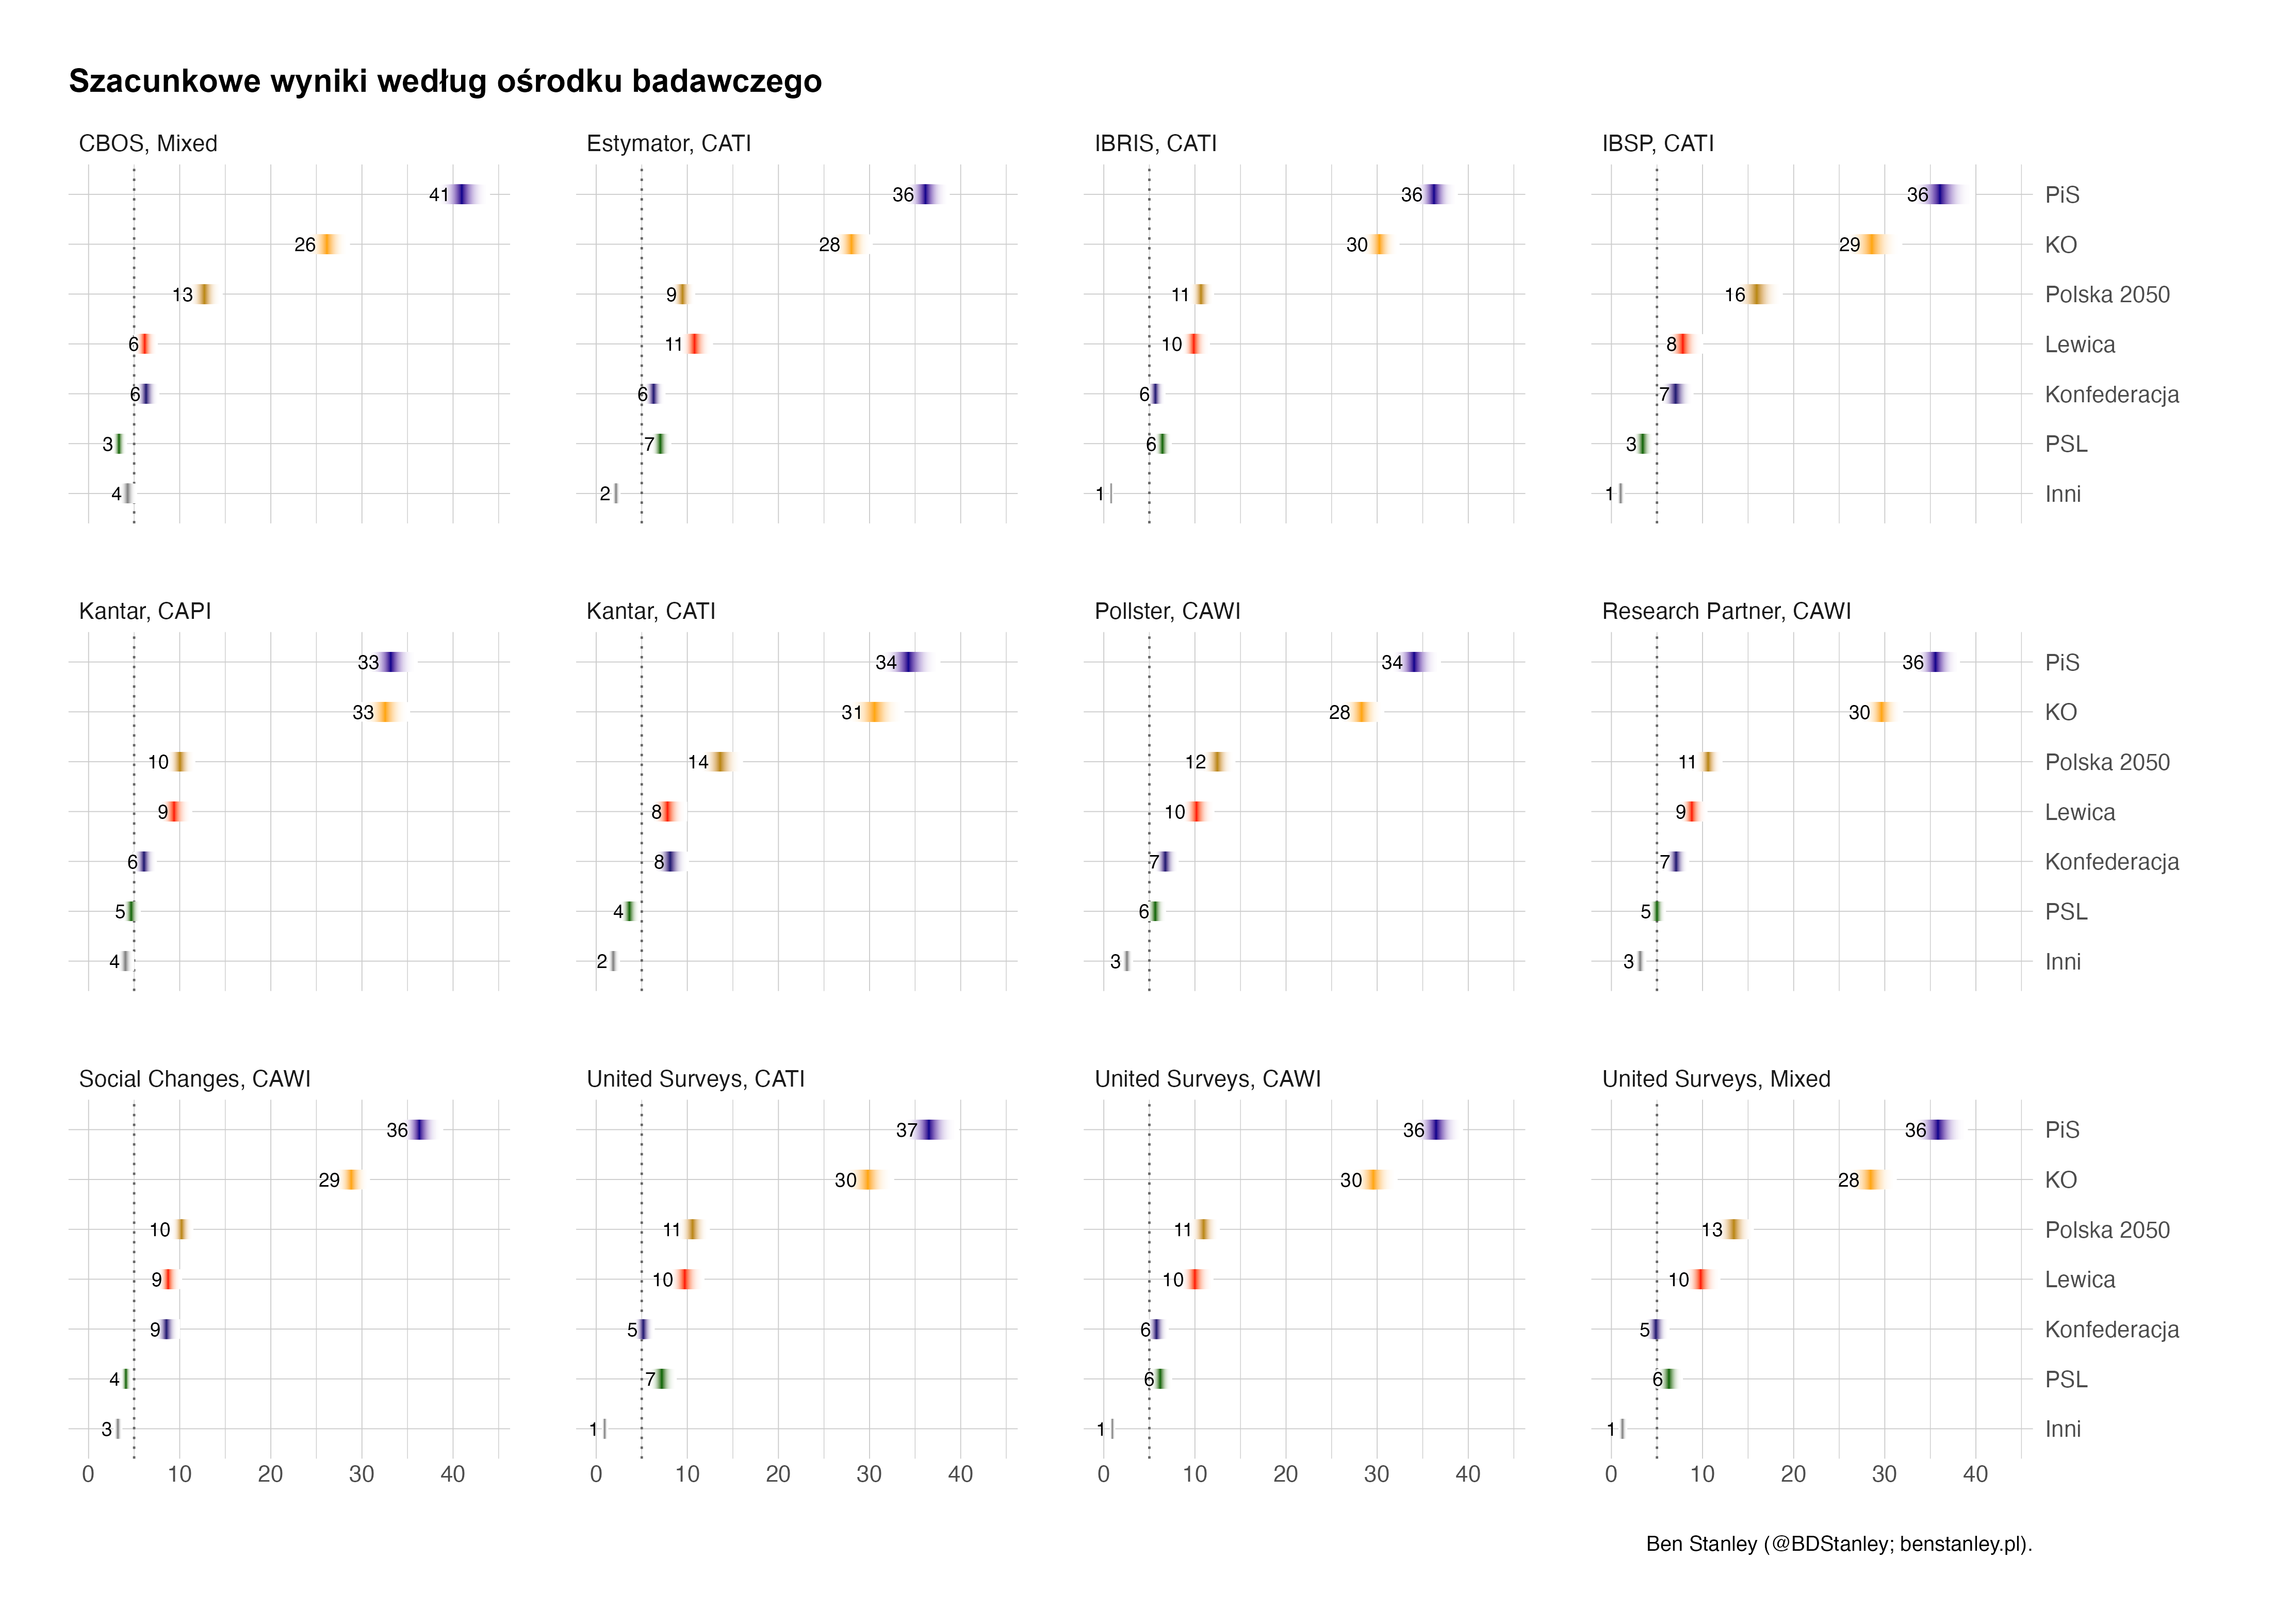 Szacunkowe wyniki według ośrodku badawczego
CBOS, Mixed
Estymator, CATI
IBRIS, CATI
IBSP, CATI
41
36
36
36
PiS
26
28
30
29
KO
13
9
11
16
Polska 2050
6
11
10
8
Lewica
6
6
6
7
Konfederacja
3
7
6
3
PSL
4
2
1
1
Inni
Kantar, CAPI
Kantar, CATI
Pollster, CAWI
Research Partner, CAWI
33
34
34
36
PiS
33
31
28
30
KO
10
14
12
11
Polska 2050
9
8
10
9
Lewica
6
8
7
7
Konfederacja
5
4
6
5
PSL
4
2
3
3
Inni
Social Changes, CAWI
United Surveys, CATI
United Surveys, CAWI
United Surveys, Mixed
36
37
36
36
PiS
29
30
30
28
KO
10
11
11
13
Polska 2050
9
10
10
10
Lewica
9
5
6
5
Konfederacja
4
7
6
6
PSL
3
1
1
1
Inni
0 10 20 30 40
0 10 20 30 40
0 10 20 30 40
0 10 20 30 40
Ben Stanley (@BDStanley; benstanley.pl).